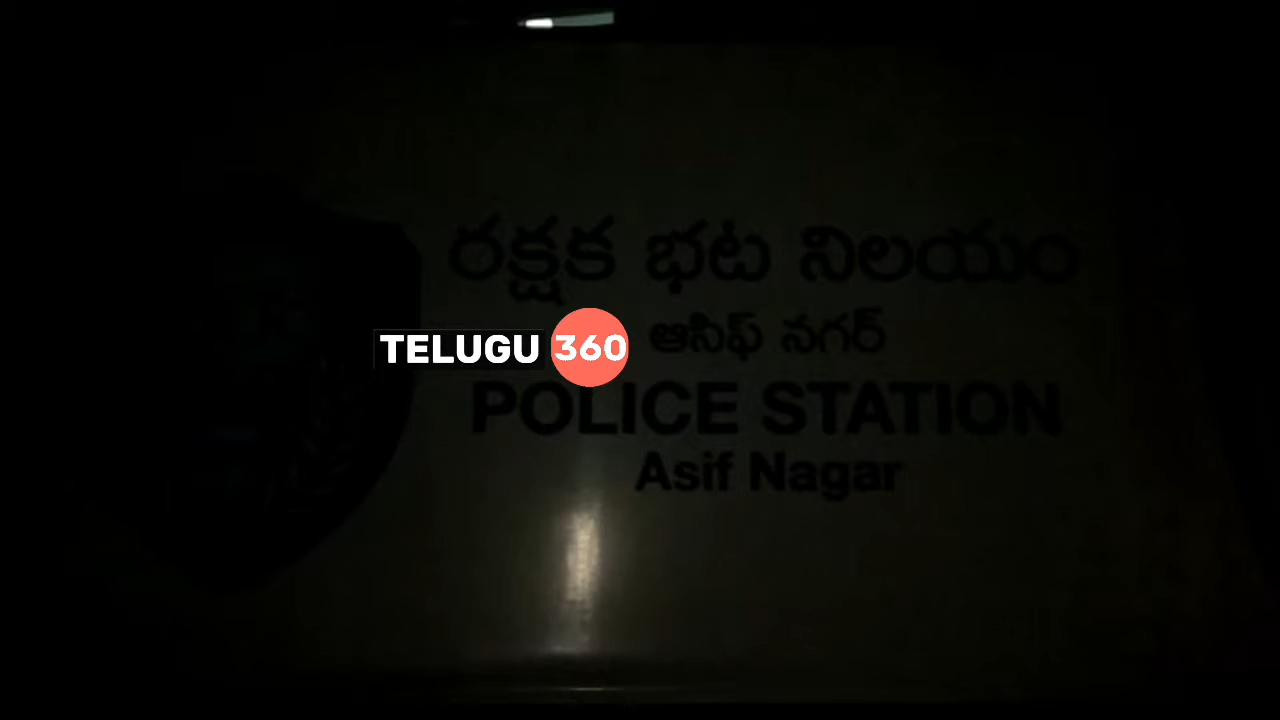 రక్షక భట నిలయం
ఆసిఫ్ నగర్
TELUGU 360
POLICE STATION
Asif Nagar